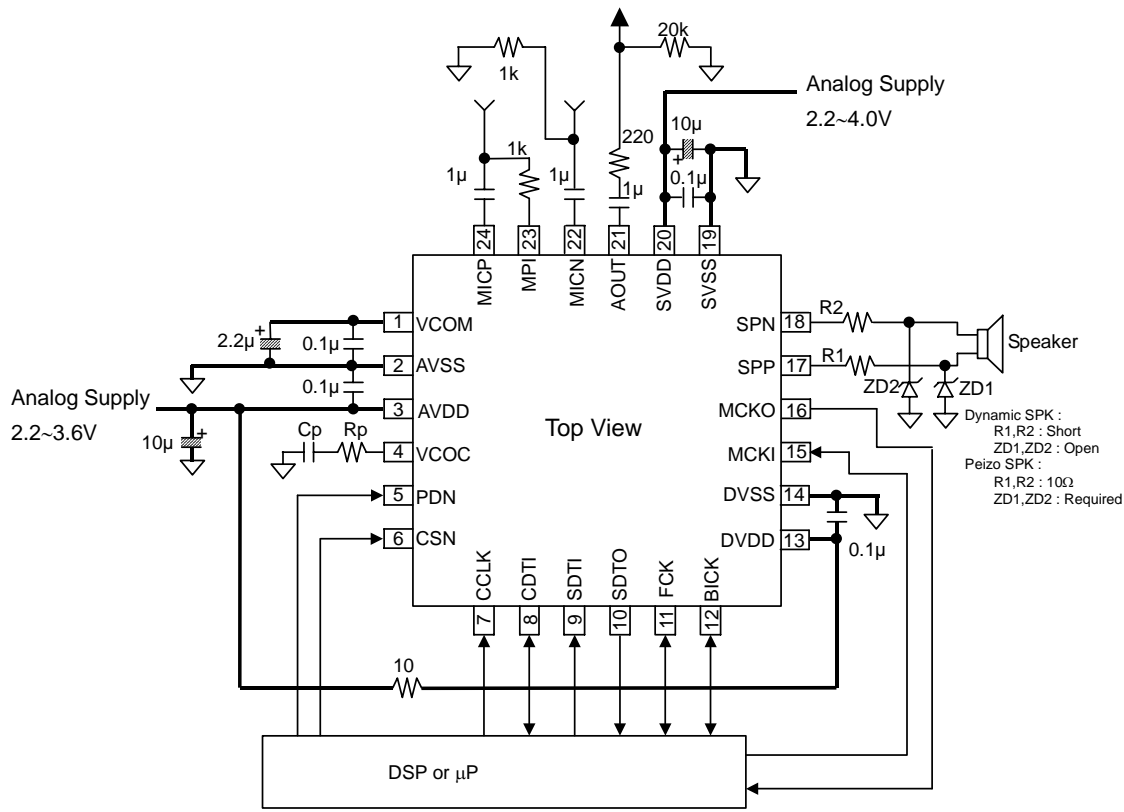 20k
1k
Analog Supply
2.2~4.0V
220
10µ
+
1k
1µ
1µ
1µ
0.1µ
24
23
22
21
20
19
MICP
MPI
MICN
AOUT
SVDD
SVSS
2.2µ
+
0.1µ
1
VCOM
SPN
18
R2
Speaker
2
AVSS
SPP
17
R1
0.1µ
ZD2
ZD1
Analog Supply
2.2~3.6V
3
AVDD
Top View
MCKO
16
10µ
+
Cp
Rp
4
VCOC
MCKI
15
Dynamic SPK :
R1,R2 : Short
ZD1,ZD2 : Open
Peizo SPK :
R1,R2 : 10Ω
ZD1,ZD2 : Required
5
PDN
DVSS
14
6
CSN
DVDD
13
0.1µ
CCLK
CDTI
SDTI
SDTO
FCK
BICK
7
8
9
10
11
12
10
DSP or µP